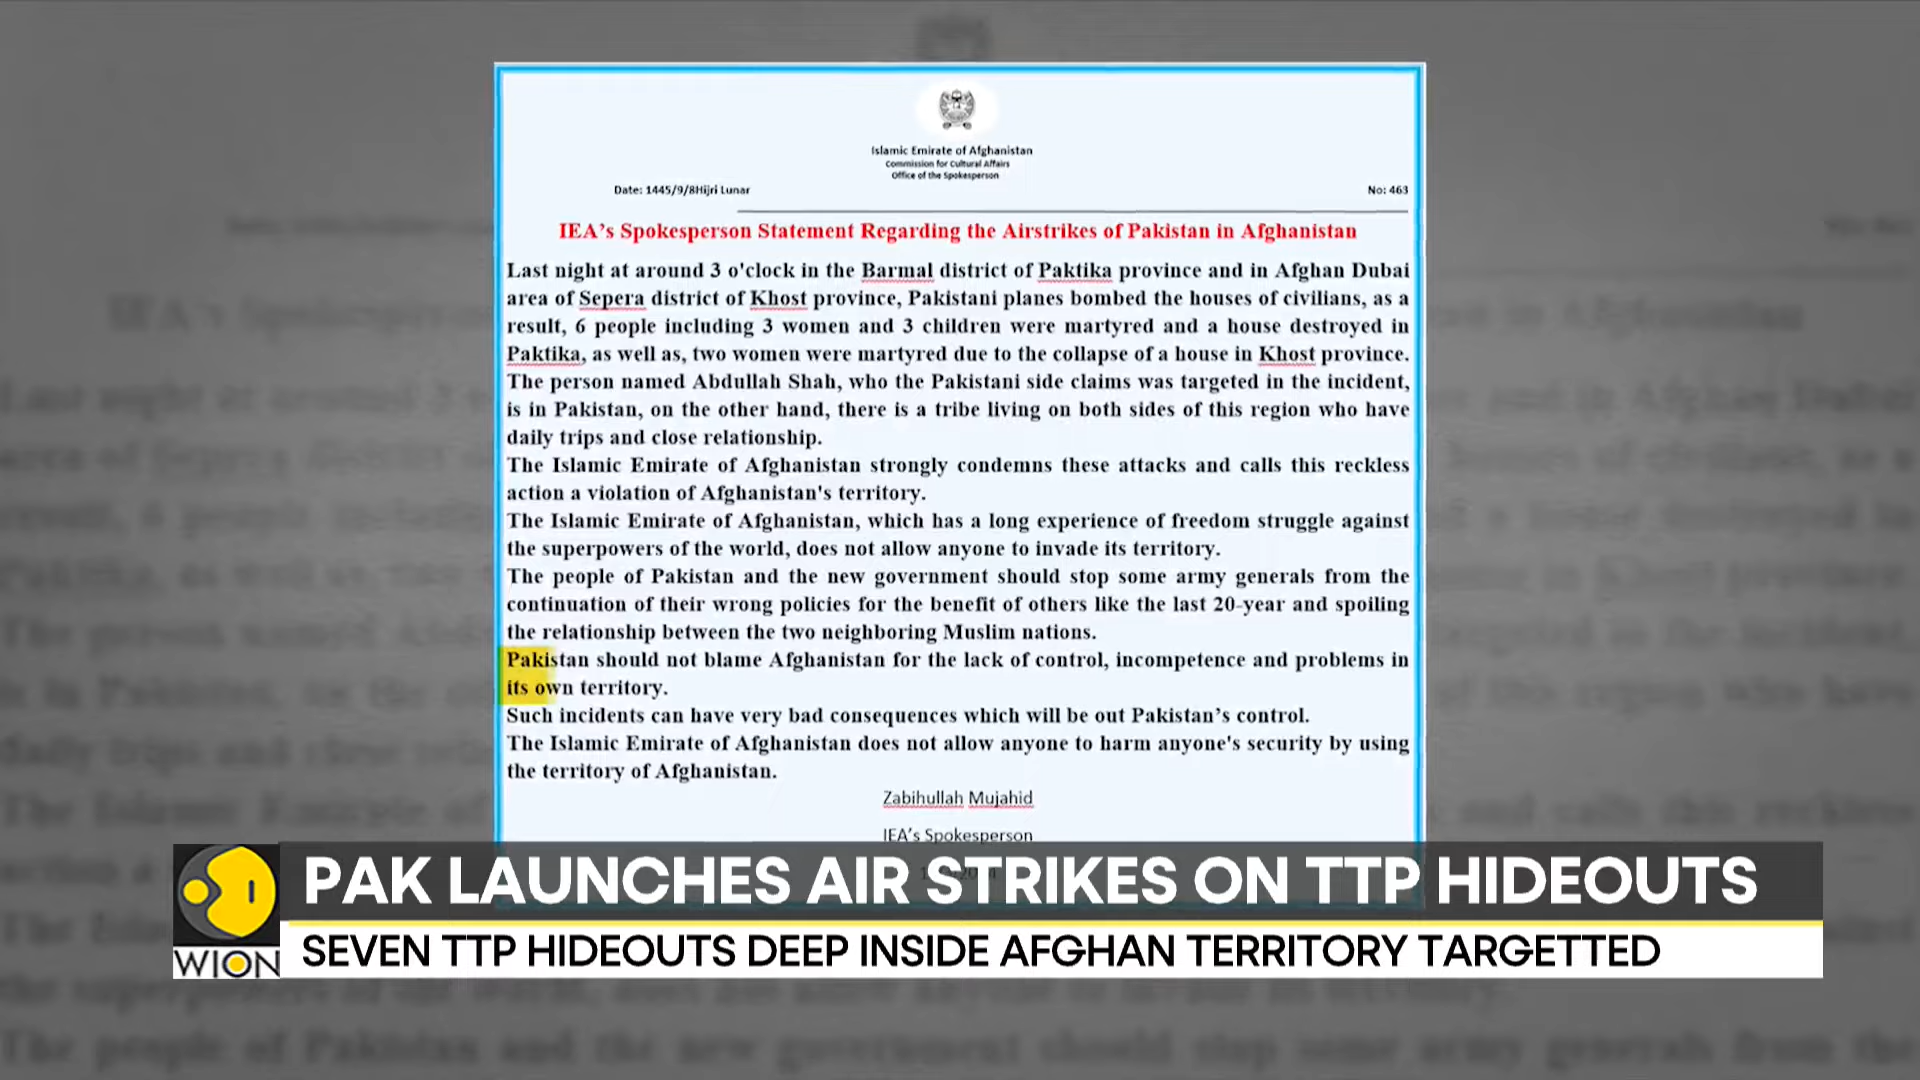 Islamic Emirate of Afghanistan
Commission for Cultural Affairs
Office of the Spokesperson
Date: 1445/9/8Hijri Lunar
No: 463
IEA’s Spokesperson Statement Regarding the Airstrikes of Pakistan in Afghanistan
Last night at around 3 o'clock in the Barmal district of Paktika province and in Afghan Dubai
area of Sepera district of Khost province, Pakistani planes bombed the houses of civilians, as a
result, 6 people including 3 women and 3 children were martyred and a house destroyed in
Paktika, as well as, two women were martyred due to the collapse of a house in Khost province.
The person named Abdullah Shah, who the Pakistani side claims was targeted in the incident,
is in Pakistan, on the other hand, there is a tribe living on both sides of this region who have
daily trips and close relationship.
The Islamic Emirate of Afghanistan strongly condemns these attacks and calls this reckless
action a violation of Afghanistan's territory.
The Islamic Emirate of Afghanistan, which has a long experience of freedom struggle against
the superpowers of the world, does not allow anyone to invade its territory.
The people of Pakistan and the new government should stop some army generals from the
continuation of their wrong policies for the benefit of others like the last 20-year and spoiling
the relationship between the two neighboring Muslim nations.
Pakistan should not blame Afghanistan for the lack of control, incompetence and problems in
its own territory.
Such incidents can have very bad consequences which will be out Pakistan’s control.
The Islamic Emirate of Afghanistan does not allow anyone to harm anyone's security by using
the territory of Afghanistan.
Zabihullah Mujahid
IEA’s Spokesperson
PAK LAUNCHES AIR STRIKES ON TTP HIDEOUTS
SEVEN TTP HIDEOUTS DEEP INSIDE AFGHAN TERRITORY TARGETTED
WION